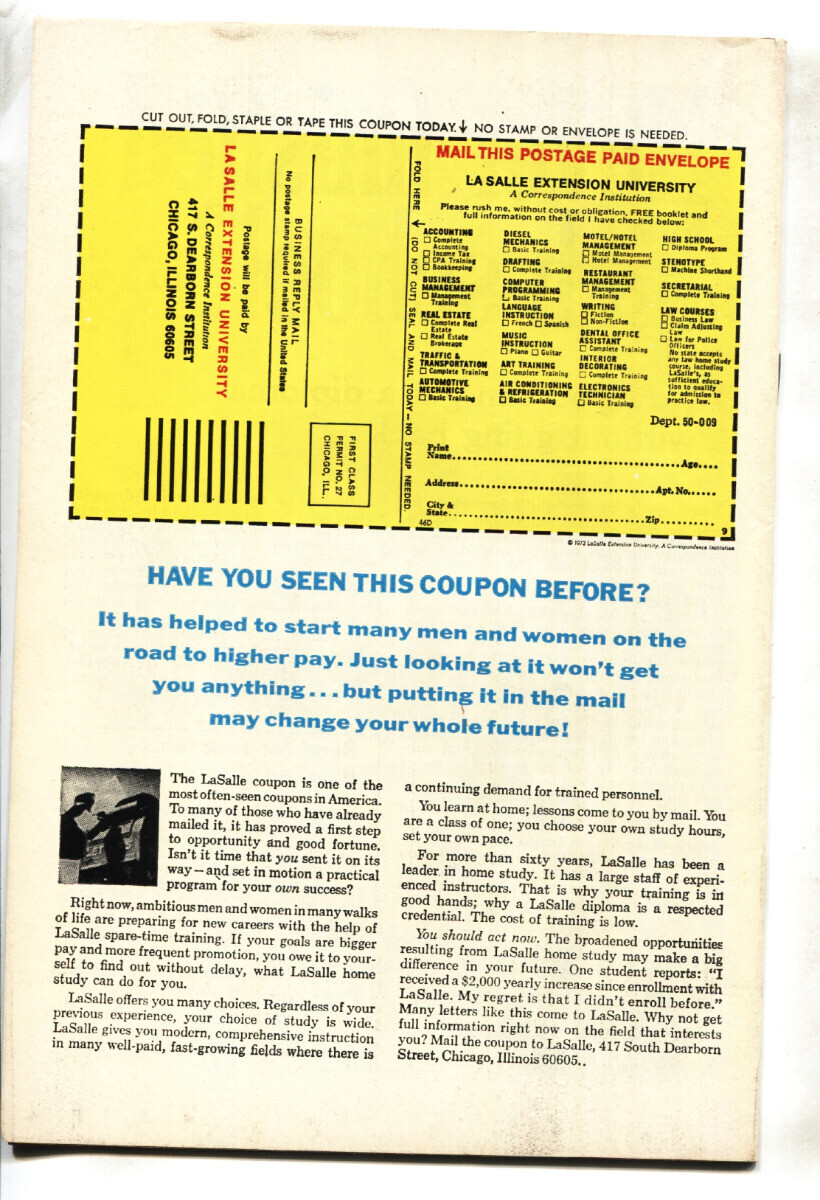 CUT OUT, FOLD, STAPLE OR TAPE THIS COUPON TODAY. ↓ NO STAMP OR ENVELOPE IS NEEDED.
LA SALLE EXTENSION UNIVERSITY
A Correspondence Institution
417 S. DEARBORN STREET
CHICAGO, ILLINOIS 60605
Postage will be paid by
BUSINESS REPLY MAIL
No postage stamp required if mailed in the United States
FIRST CLASS
PERMIT NO. 27
CHICAGO, ILL.
FOLD HERE ← (DO NOT CUT) SEAL AND MAIL TODAY – NO STAMP NEEDED.
MAIL THIS POSTAGE PAID ENVELOPE
LA SALLE EXTENSION UNIVERSITY
A Correspondence Institution
Please rush me, without cost or obligation, FREE booklet and
full information on the field I have checked below:
ACCOUNTING
☐ Complete
Accounting
☐ Income Tax
☐ CPA Training
☐ Bookkeeping
BUSINESS
MANAGEMENT
☐ Management
Training
REAL ESTATE
☐ Complete Real
Estate
☐ Real Estate
Brokerage
TRAFFIC &
TRANSPORTATION
☐ Complete Training
AUTOMOTIVE
MECHANICS
☐ Basic Training
DIESEL
MECHANICS
☐ Basic Training
DRAFTING
☐ Complete Training
COMPUTER
PROGRAMMING
☐ Basic Training
LANGUAGE
INSTRUCTION
☐ French ☐ Spanish
MUSIC
INSTRUCTION
☐ Piano ☐ Guitar
ART TRAINING
☐ Complete Training
AIR CONDITIONING
& REFRIGERATION
☐ Basic Training
MOTEL/HOTEL
MANAGEMENT
☐ Motel Management
☐ Hotel Management
RESTAURANT
MANAGEMENT
☐ Management
Training
WRITING
☐ Fiction
☐ Non-Fiction
DENTAL OFFICE
ASSISTANT
☐ Complete Training
INTERIOR
DECORATING
☐ Complete Training
ELECTRONICS
TECHNICIAN
☐ Basic Training
HIGH SCHOOL
☐ Diploma Program
STENOTYPE
☐ Machine Shorthand
SECRETARIAL
☐ Complete Training
LAW COURSES
☐ Business Law
☐ Claim Adjusting
Law
☐ Law for Police
Officers
No state accepts
any law home study
course, including
LaSalle's, as
sufficient educa-
tion to qualify
for admission to
practice law.
Dept. 50-009
Print
Name..........Age....
Address..........Apt. No......
City &
State..........Zip..........
46D
9
© 1972 LaSalle Extension University, A Correspondence Institution
HAVE YOU SEEN THIS COUPON BEFORE?
It has helped to start many men and women on the
road to higher pay. Just looking at it won't get
you anything...but putting it in the mail
may change your whole future!
The LaSalle coupon is one of the
most often-seen coupons in America.
To many of those who have already
mailed it, it has proved a first step
to opportunity and good fortune.
Isn't it time that you sent it on its
way—and set in motion a practical
program for your own success?
Right now, ambitious men and women in many walks
of life are preparing for new careers with the help of
LaSalle spare-time training. If your goals are bigger
pay and more frequent promotion, you owe it to your-
self to find out without delay, what LaSalle home
study can do for you.
LaSalle offers you many choices. Regardless of your
previous experience, your choice of study is wide.
LaSalle gives you modern, comprehensive instruction
in many well-paid, fast-growing fields where there is
a continuing demand for trained personnel.
You learn at home; lessons come to you by mail. You
are a class of one; you choose your own study hours,
set your own pace.
For more than sixty years, LaSalle has been a
leader in home study. It has a large staff of experi-
enced instructors. That is why your training is in
good hands; why a LaSalle diploma is a respected
credential. The cost of training is low.
You should act now. The broadened opportunities
resulting from LaSalle home study may make a big
difference in your future. One student reports: "I
received a $2,000 yearly increase since enrollment with
LaSalle. My regret is that I didn't enroll before."
Many letters like this come to LaSalle. Why not get
full information right now on the field that interests
you? Mail the coupon to LaSalle, 417 South Dearborn
Street, Chicago, Illinois 60605..